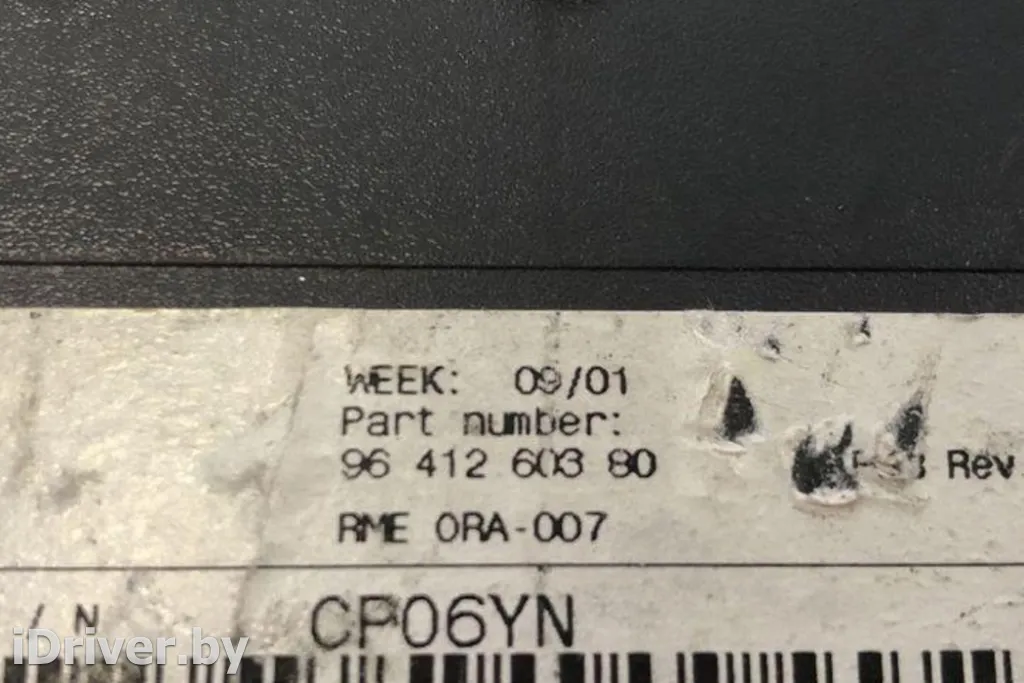 WEEK: 09/01
Part number:
96 412 603 80
Rev
RME 0RA-007
/ N CP06YN
iDriver.by